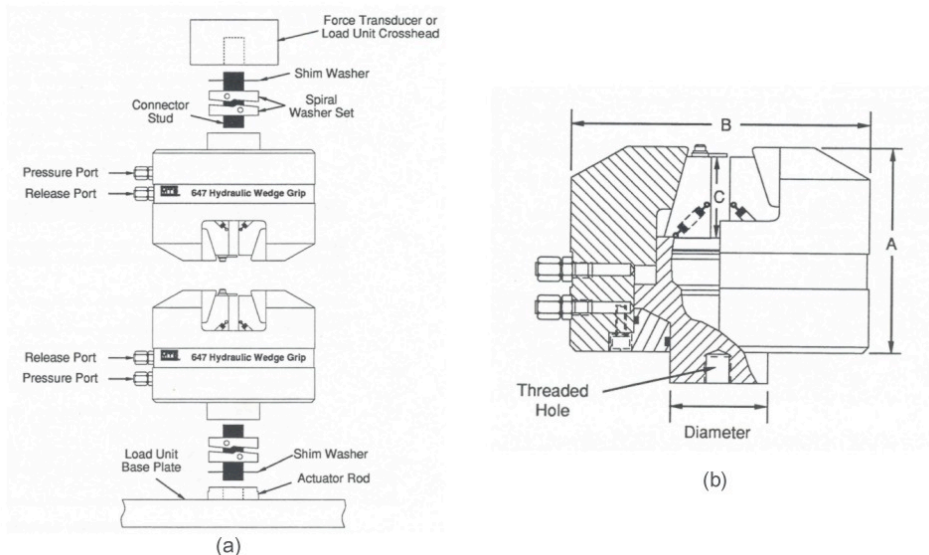 Force Transducer or
Load Unit Crosshead
Shim Washer
Connector
Stud
Spiral
Washer Set
Pressure Port
Release Port
MTS 647 Hydraulic Wedge Grip
Release Port
Pressure Port
MTS 647 Hydraulic Wedge Grip
Load Unit
Base Plate
Shim Washer
Actuator Rod
(a)
B
C
A
Threaded
Hole
Diameter
(b)